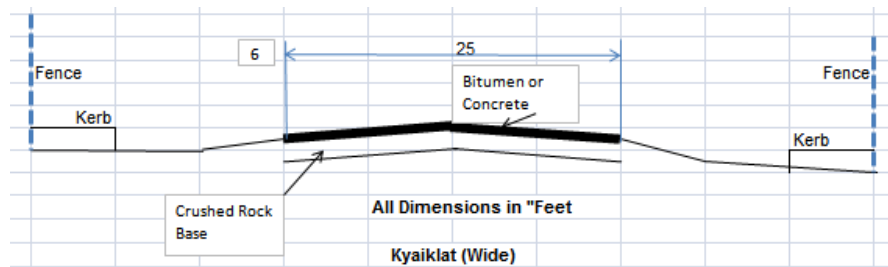 6
25
Fence
Fence
Bitumen or
Concrete
Kerb
Kerb
Crushed Rock
Base
All Dimensions in "Feet
Kyaiklat (Wide)